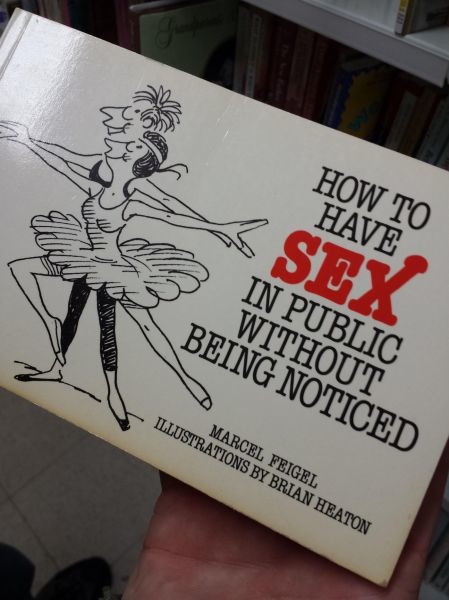 HOW TO
HAVE
SEX
IN PUBLIC
WITHOUT
BEING NOTICED
MARCEL FEIGEL
ILLUSTRATIONS BY BRIAN HEATON